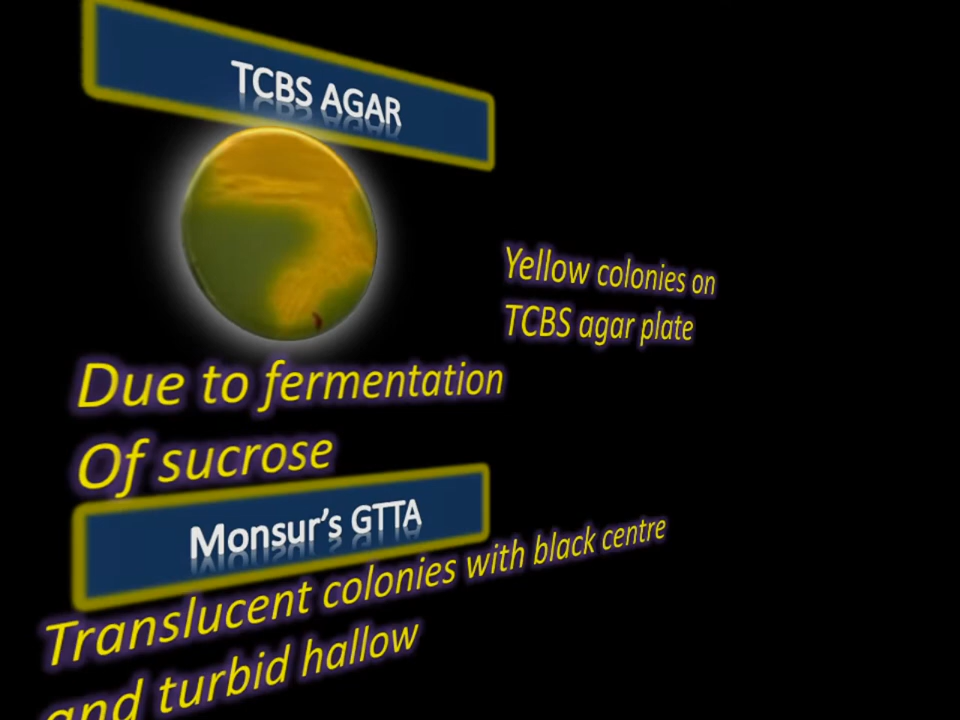 TCBS AGAR
Yellow colonies on
TCBS agar plate
Due to fermentation
Of sucrose
Monsur's GTTA
Translucent colonies with black centre
and turbid hallow